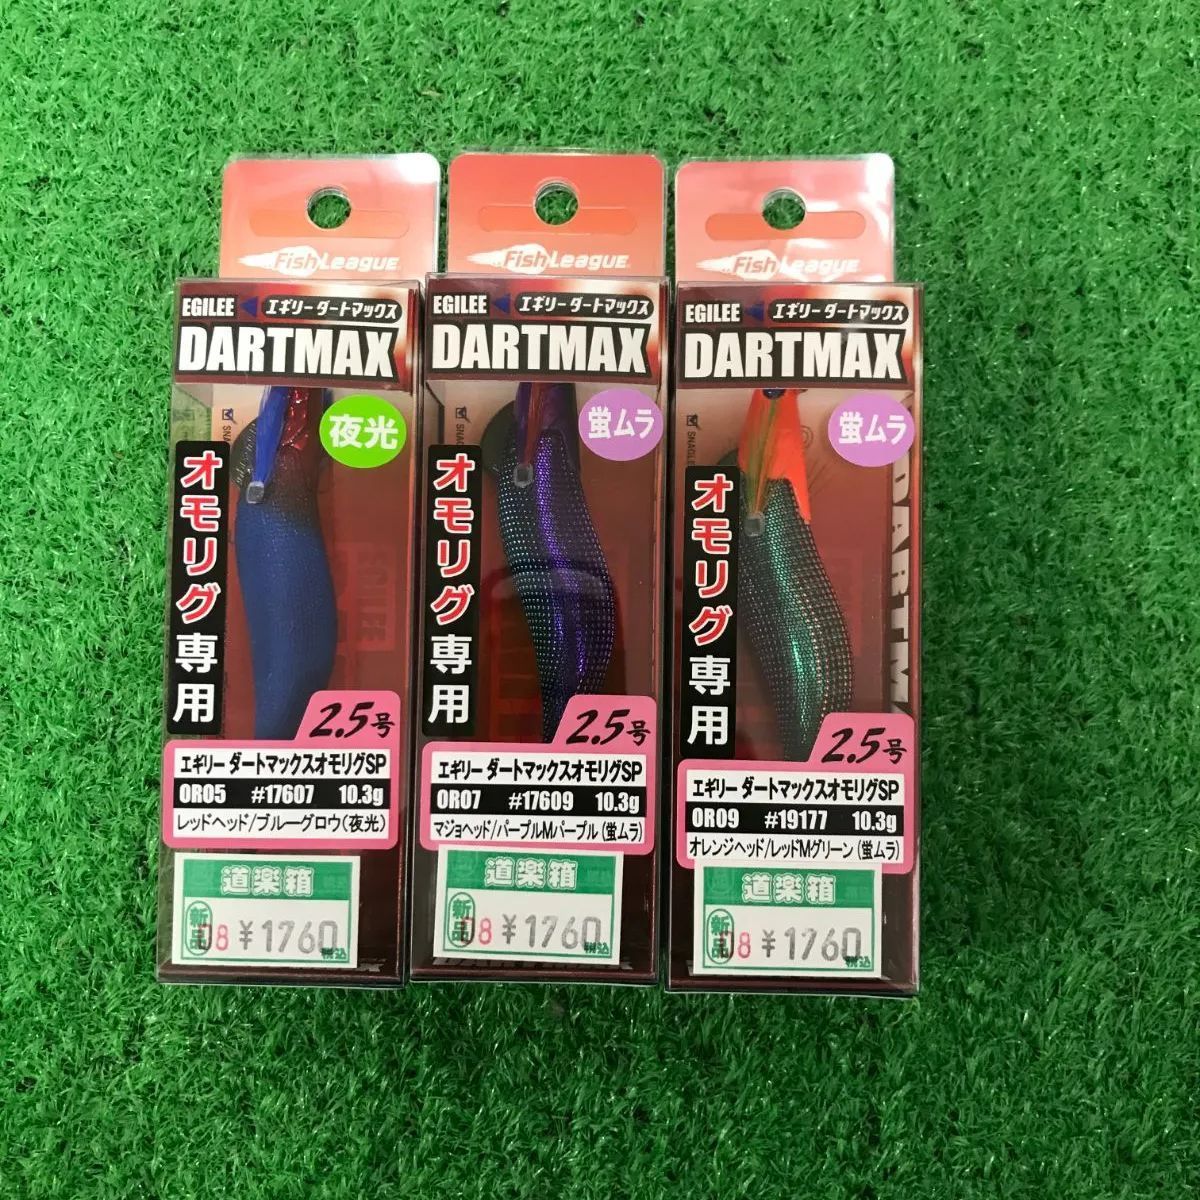 Fish League
EGILEE エギリー ダートマックス
DARTMAX
夜光
オモリグ専用
2.5号
エギリー ダートマックスオモリグSP
OR05 #17607 10.3g
レッドヘッド/ブルーグロウ(夜光)
道楽箱
新品 08 ¥1760 税込
Fish League
EGILEE エギリー ダートマックス
DARTMAX
蛍ムラ
オモリグ専用
2.5号
エギリー ダートマックスオモリグSP
OR07 #17609 10.3g
マジョヘッド/パープルMパープル(蛍ムラ)
道楽箱
新品 08 ¥1760 税込
Fish League
EGILEE エギリー ダートマックス
DARTMAX
蛍ムラ
オモリグ専用
2.5号
エギリー ダートマックスオモリグSP
OR09 #19177 10.3g
オレンジヘッド/レッドMグリーン(蛍ムラ)
道楽箱
新品 08 ¥1760 税込